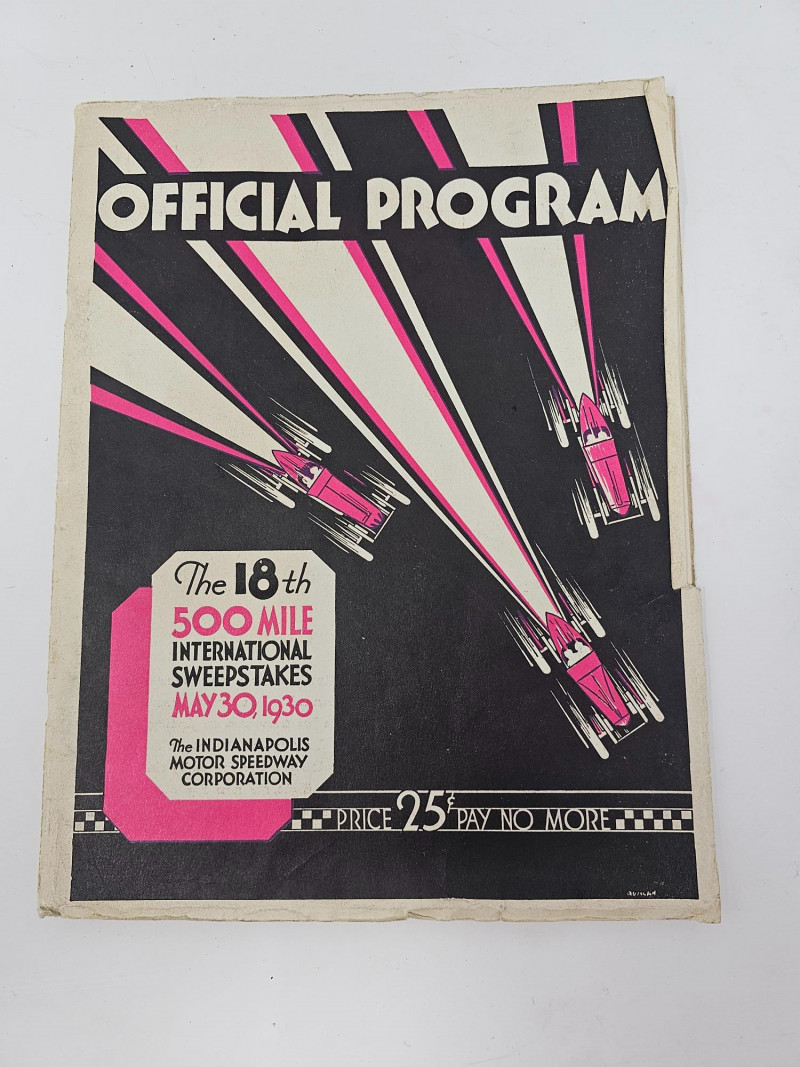 OFFICIAL PROGRAM
The 18th
500 MILE
INTERNATIONAL
SWEEPSTAKES
MAY 30, 1930
The INDIANAPOLIS
MOTOR SPEEDWAY
CORPORATION
PRICE 25¢ PAY NO MORE